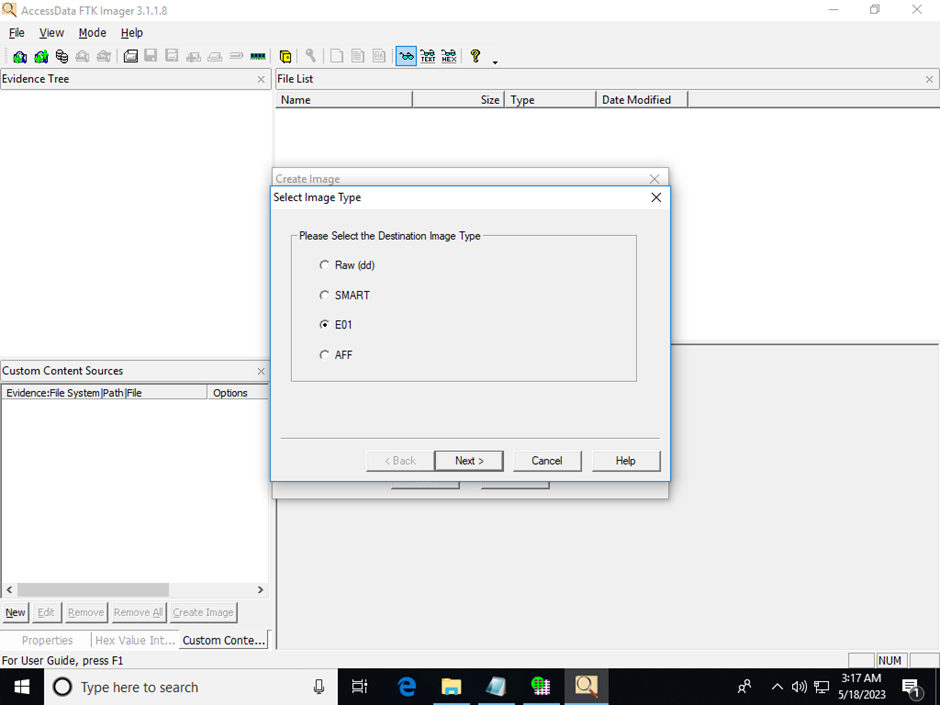 AccessData FTK Imager 3.1.1.8
File View Mode Help
TEXT HEX
Evidence Tree
File List
Name Size Type Date Modified
Create Image
Select Image Type
Please Select the Destination Image Type
Raw (dd)
SMART
E01
AFF
< Back Next > Cancel Help
Custom Content Sources
Evidence:File System|Path|File Options
New Edit Remove Remove All Create Image
Properties Hex Value Int... Custom Conte...
For User Guide, press F1
NUM
Type here to search
3:17 AM
5/18/2023
1